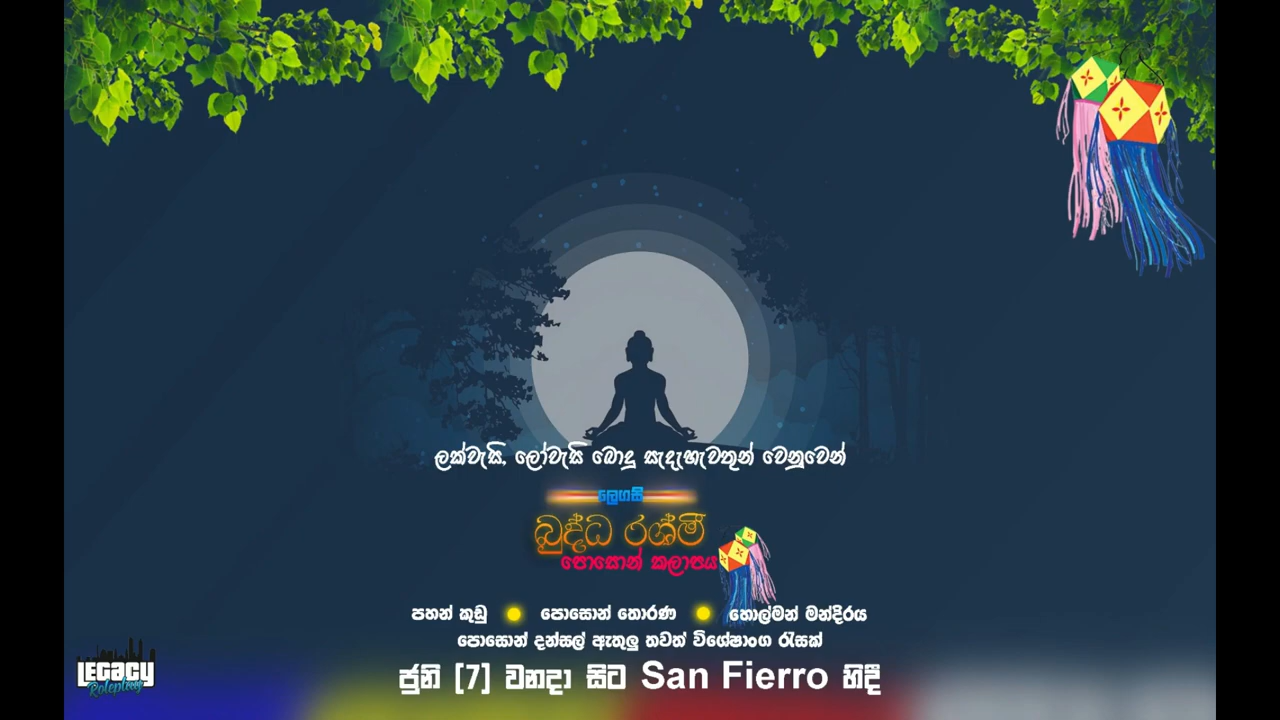 ලක්වැසි, ලෝවැසි බොදු සැදැහැවතුන් වෙනුවෙන්
ලෙගසි
බුද්ධ රශ්මී
පොසොන් කලාපය
පහන් කුඩු පොසොන් තොරණ හොල්මන් මන්දිරය
පොසොන් දන්සල් ඇතුලු තවත් විශේෂාංග රැසක්
ජුනි [7] වනදා සිට San Fierro හිදී
LEGACY
Roleplay